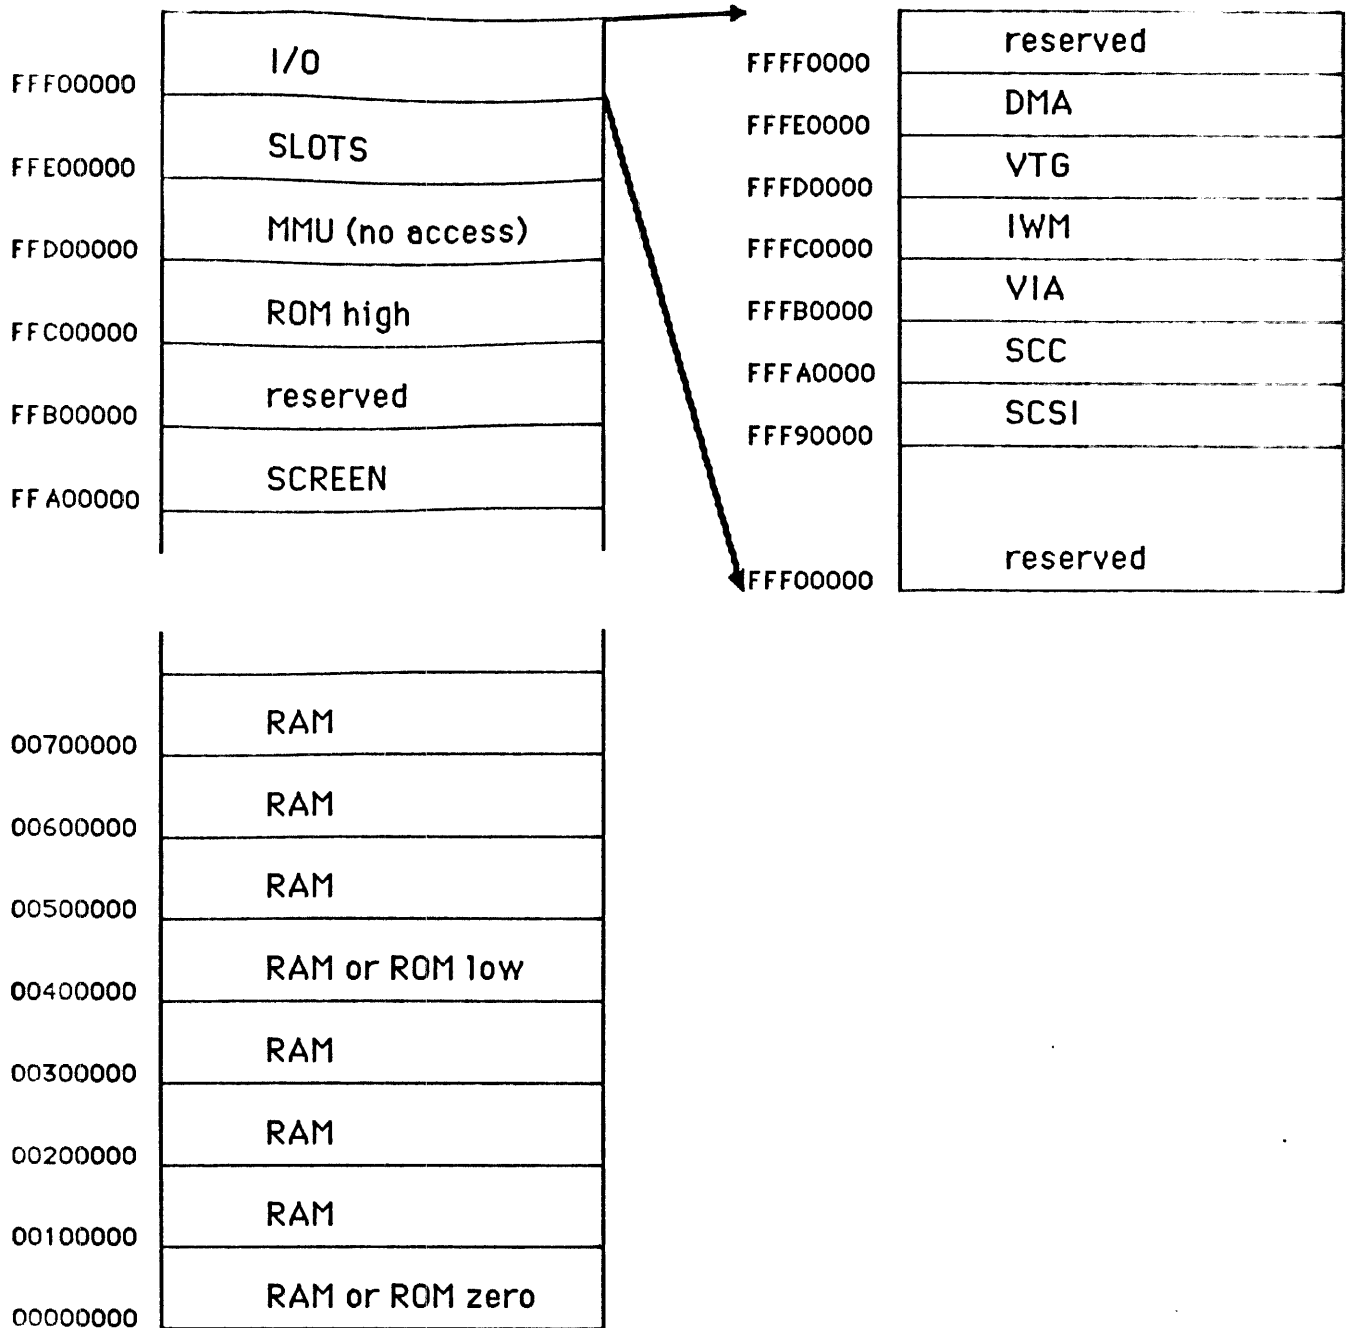 I/O
FFF00000
SLOTS
FFE00000
MMU (no access)
FFD00000
ROM high
FFC00000
reserved
FFB00000
SCREEN
FFA00000
reserved
FFFF0000
DMA
FFFE0000
VTG
FFFD0000
IWM
FFFC0000
VIA
FFFB0000
SCC
FFFA0000
SCSI
FFF90000
reserved
FFF00000
RAM
00700000
RAM
00600000
RAM
00500000
RAM or ROM low
00400000
RAM
00300000
RAM
00200000
RAM
00100000
RAM or ROM zero
00000000